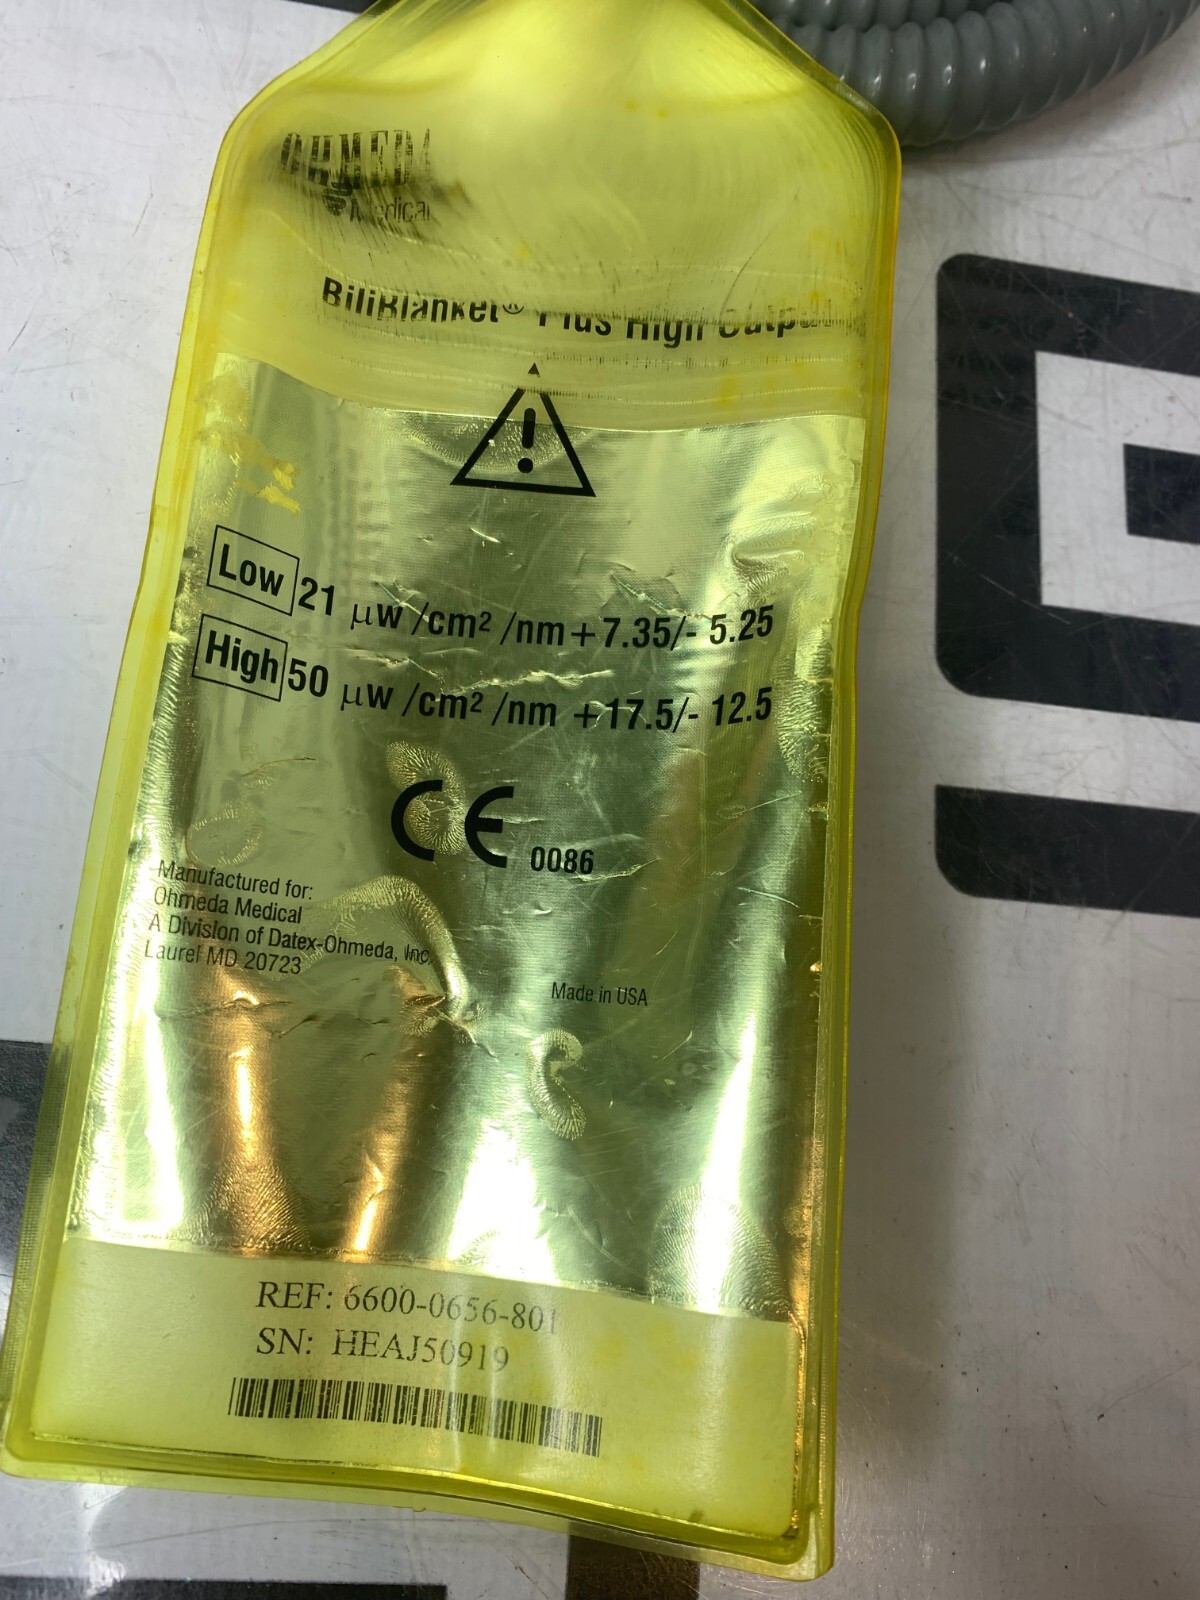 OHMEDA
Medical
BiliBlanket® Plus High Output
Low 21 µw /cm² /nm + 7.35/- 5.25
High 50 µw /cm² /nm + 17.5/- 12.5
CE 0086
Manufactured for:
Ohmeda Medical
A Division of Datex-Ohmeda, Inc.
Laurel MD 20723
Made in USA
REF: 6600-0656-801
SN: HEAJ50919